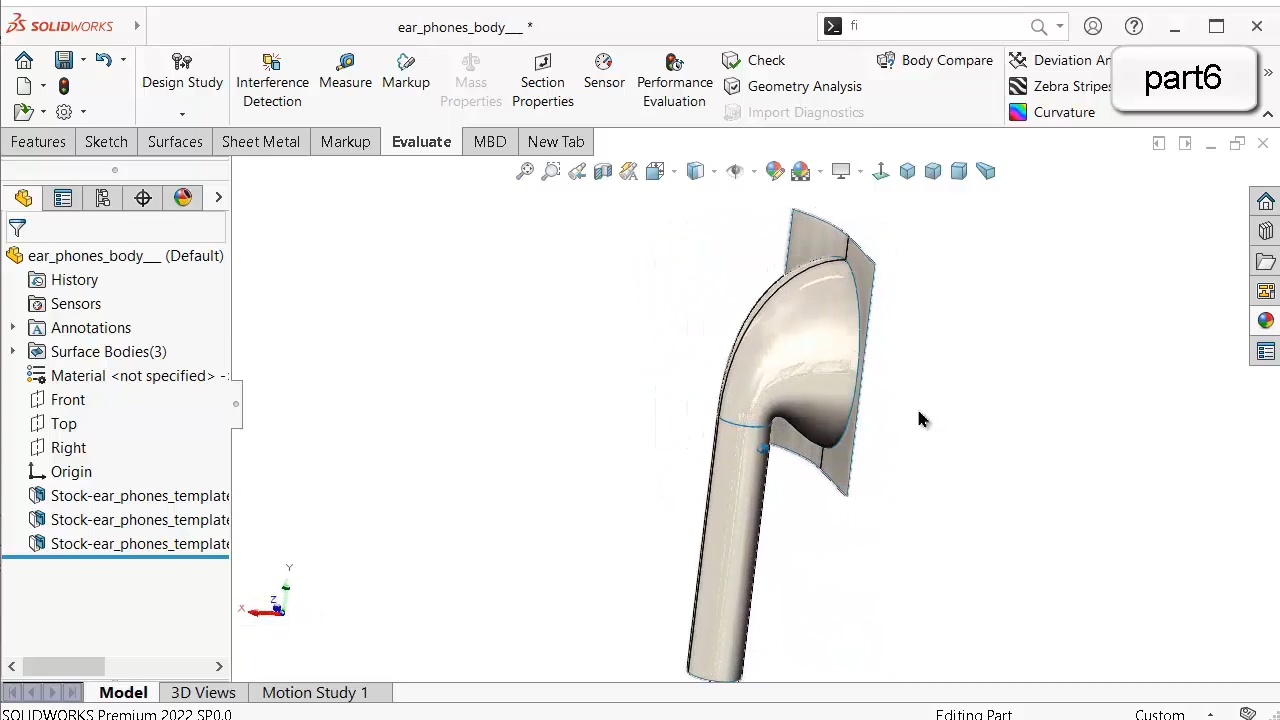 SOLIDWORKS
ear_phones_body___ *
fi
Design Study
Interference Detection
Measure
Markup
Mass Properties
Section Properties
Sensor
Performance Evaluation
Check
Geometry Analysis
Import Diagnostics
Body Compare
Deviation An
Zebra Stripes
Curvature
part6
Features
Sketch
Surfaces
Sheet Metal
Markup
Evaluate
MBD
New Tab
ear_phones_body___ (Default)
History
Sensors
Annotations
Surface Bodies(3)
Material <not specified> -
Front
Top
Right
Origin
Stock-ear_phones_template
Stock-ear_phones_template
Stock-ear_phones_template
Y
X
Z
Model
3D Views
Motion Study 1
SOLIDWORKS Premium 2022 SP0.0
Editing Part
Custom